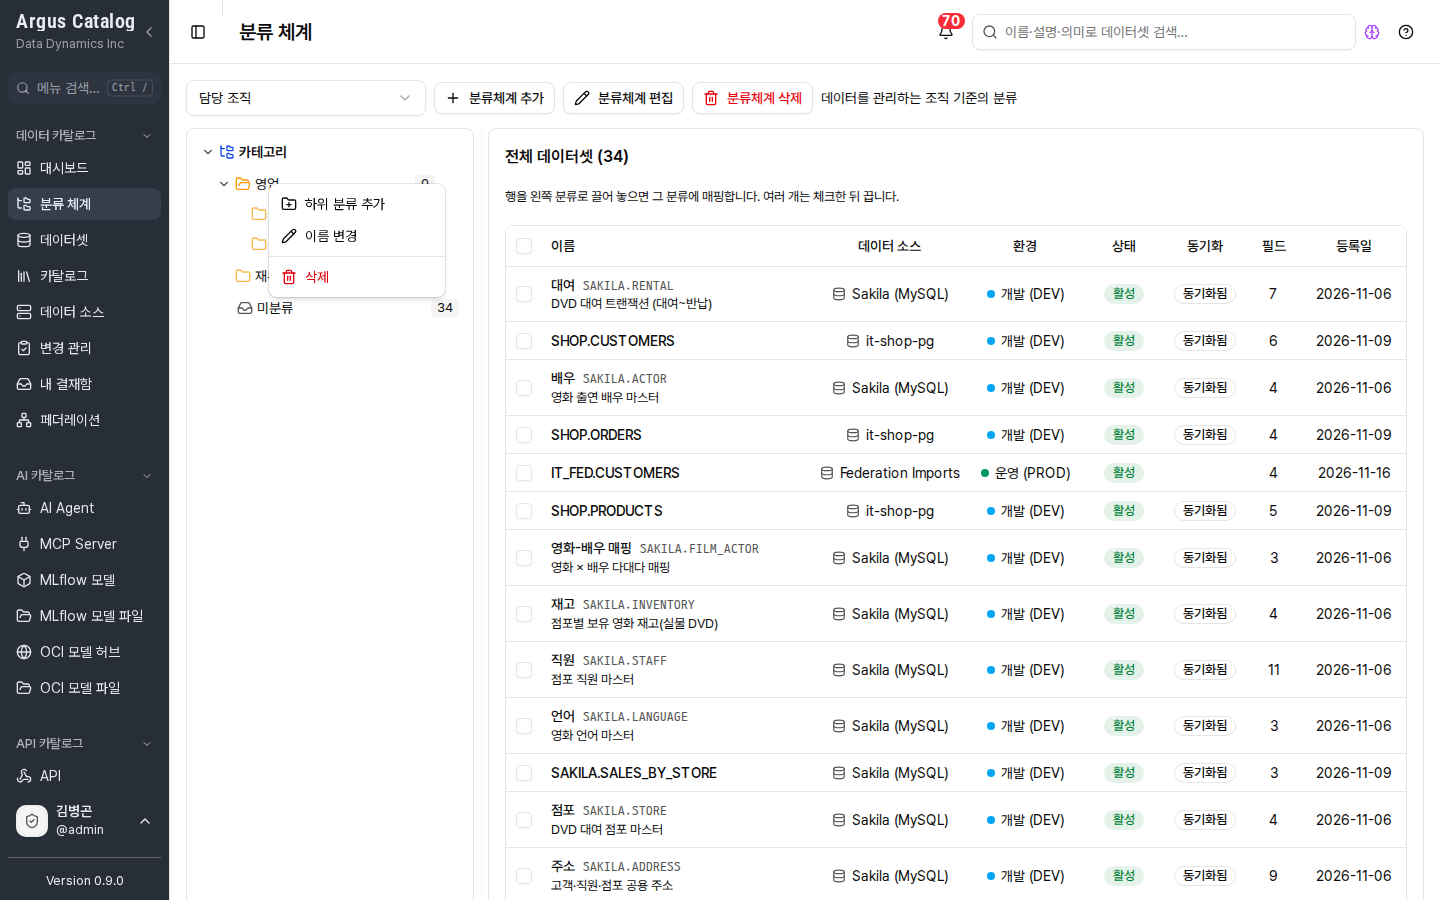 Argus Catalog
Data Dynamics Inc
메뉴 검색... Ctrl /
데이터 카탈로그
대시보드
분류 체계
데이터셋
카탈로그
데이터 소스
변경 관리
내 결재함
페더레이션
AI 카탈로그
AI Agent
MCP Server
MLflow 모델
MLflow 모델 파일
OCI 모델 허브
OCI 모델 파일
API 카탈로그
API
김병곤
@admin
Version 0.9.0
분류 체계
70
이름·설명·의미로 데이터셋 검색...
담당 조직
분류체계 추가
분류체계 편집
분류체계 삭제
데이터를 관리하는 조직 기준의 분류
카테고리
영업
하위 분류 추가
이름 변경
삭제
미분류 34
전체 데이터셋 (34)
행을 왼쪽 분류로 끌어 놓으면 그 분류에 매핑합니다. 여러 개는 체크한 뒤 끕니다.
이름 데이터 소스 환경 상태 동기화 필드 등록일
대여 SAKILA.RENTAL Sakila (MySQL) 개발 (DEV) 활성 동기화됨 7 2026-11-06
DVD 대여 트랜잭션 (대여~반납)
SHOP.CUSTOMERS it-shop-pg 개발 (DEV) 활성 동기화됨 6 2026-11-09
배우 SAKILA.ACTOR Sakila (MySQL) 개발 (DEV) 활성 동기화됨 4 2026-11-06
영화 출연 배우 마스터
SHOP.ORDERS it-shop-pg 개발 (DEV) 활성 동기화됨 4 2026-11-09
IT_FED.CUSTOMERS Federation Imports 운영 (PROD) 활성 4 2026-11-16
SHOP.PRODUCTS it-shop-pg 개발 (DEV) 활성 동기화됨 5 2026-11-09
영화-배우 매핑 SAKILA.FILM_ACTOR Sakila (MySQL) 개발 (DEV) 활성 동기화됨 3 2026-11-06
영화 × 배우 다대다 매핑
재고 SAKILA.INVENTORY Sakila (MySQL) 개발 (DEV) 활성 동기화됨 4 2026-11-06
점포별 보유 영화 재고(실물 DVD)
직원 SAKILA.STAFF Sakila (MySQL) 개발 (DEV) 활성 동기화됨 11 2026-11-06
점포 직원 마스터
언어 SAKILA.LANGUAGE Sakila (MySQL) 개발 (DEV) 활성 동기화됨 3 2026-11-06
영화 언어 마스터
SAKILA.SALES_BY_STORE Sakila (MySQL) 개발 (DEV) 활성 동기화됨 3 2026-11-09
점포 SAKILA.STORE Sakila (MySQL) 개발 (DEV) 활성 동기화됨 4 2026-11-06
DVD 대여 점포 마스터
주소 SAKILA.ADDRESS Sakila (MySQL) 개발 (DEV) 활성 동기화됨 9 2026-11-06
고객·직원·점포 공용 주소